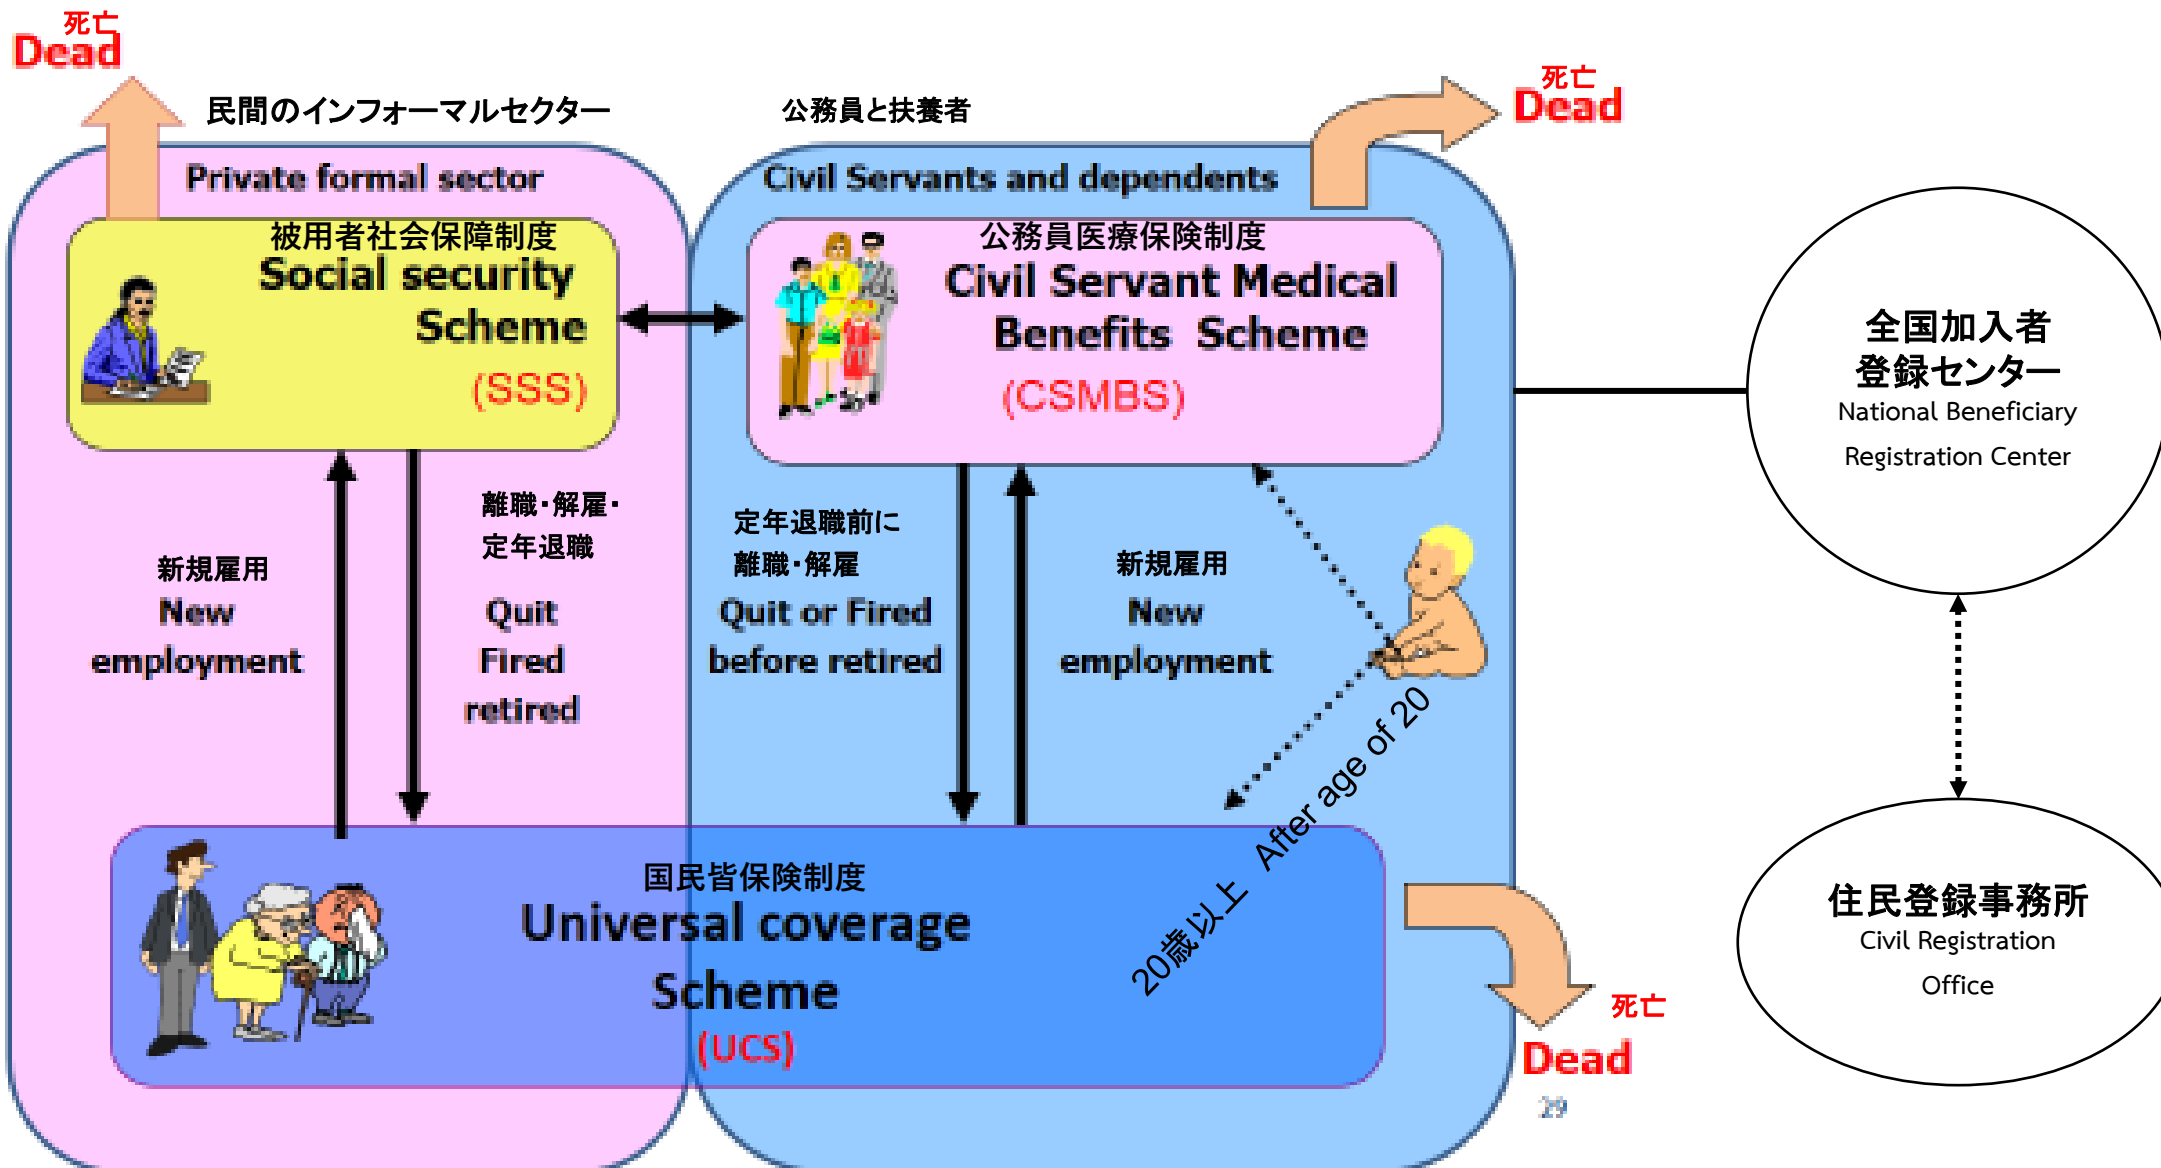 死亡
Dead
民間のインフォーマルセクター
Private formal sector
被用者社会保障制度
Social security
Scheme
(SSS)
公務員と扶養者
Civil Servants and dependents
死亡
Dead
公務員医療保険制度
Civil Servant Medical
Benefits Scheme
(CSMBS)
新規雇用
New
employment
離職・解雇・
定年退職
Quit
Fired
retired
定年退職前に
離職・解雇
Quit or Fired
before retired
新規雇用
New
employment
20歳以上 After age of 20
国民皆保険制度
Universal coverage
Scheme
(UCS)
死亡
Dead
29
全国加入者
登録センター
National Beneficiary
Registration Center
住民登録事務所
Civil Registration
Office